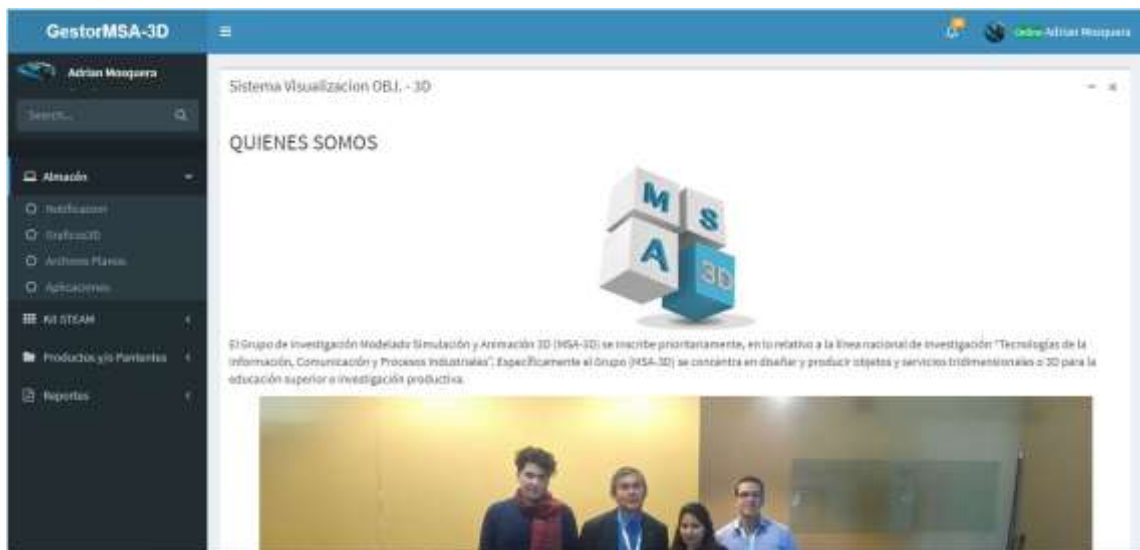 GestorMSA-3D
Online Adrian Mosquera
Adrian Mosquera
Search...
Almacén
Notificacion
Graficos3D
Archivos Planos
Aplicaciones
Kit STEAM
Productos y/o Pantentes
Reportes
Sistema Visualizacion OBJ. - 3D
QUIENES SOMOS
M
S
A
3D
El Grupo de investigación Modelado Simulación y Animación 3D (MSA-3D) se inscribe prioritariamente, en lo relativo a la línea nacional de investigación "Tecnologías de la
Información, Comunicación y Procesos Industriales". Específicamente el Grupo (MSA-3D) se concentra en diseñar y producir objetos y servicios tridimensionales o 3D para la
educación superior o investigación productiva.